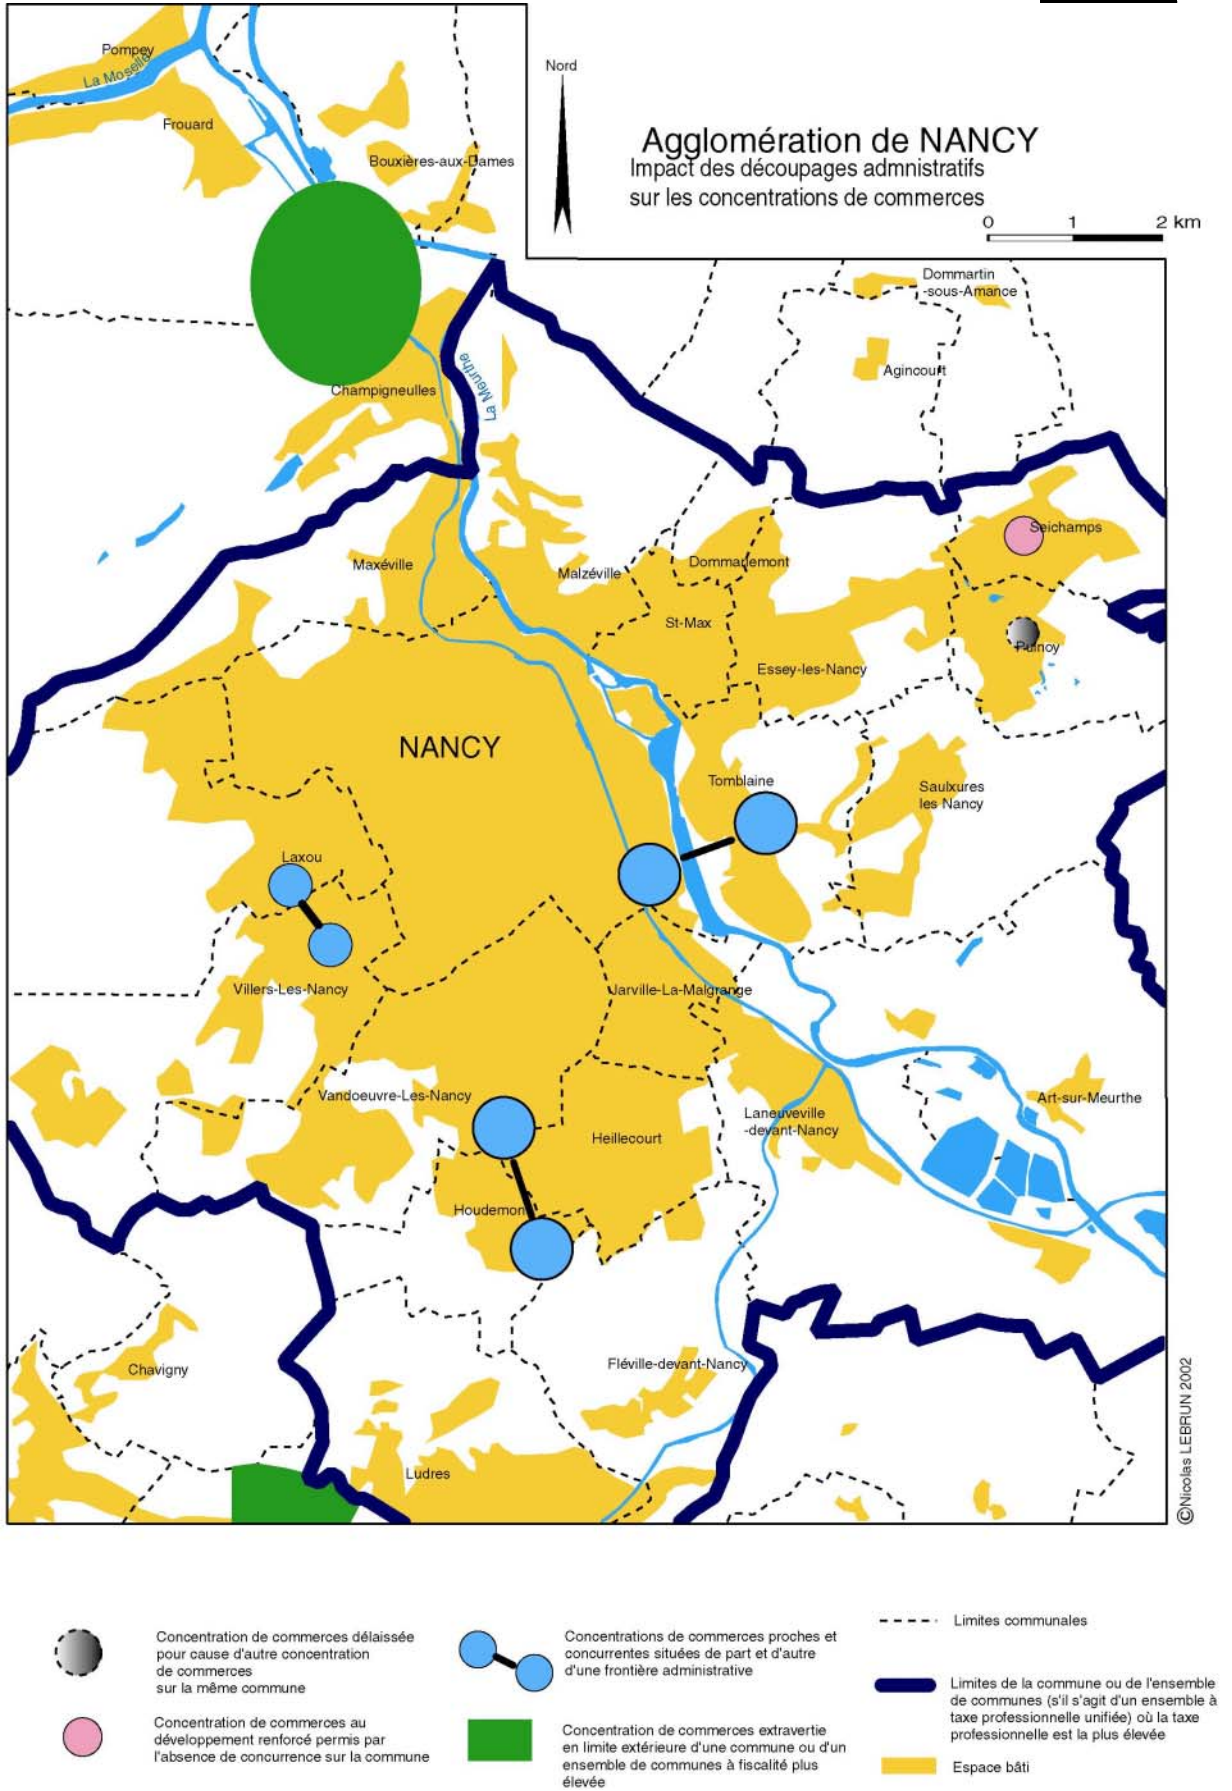 Pompey
La Moselle
Nord
Frouard
Agglomération de NANCY
Bouxières-aux-Dames
Impact des découpages admnistratifs
sur les concentrations de commerces
0 1 2 km
Dommartin
-sous-Amance
Agincourt
La Meurthe
Champigneulles
Seichamps
Maxéville
Malzéville
Dommartemont
St-Max
Pulnoy
Essey-les-Nancy
NANCY
Tomblaine
Saulxures
les Nancy
Laxou
Villers-Les-Nancy
Jarville-La-Malgrange
Vandoeuvre-Les-Nancy
Art-sur-Meurthe
Laneuveville
-devant-Nancy
Heillecourt
Houdemon
Fléville-devant-Nancy
Chavigny
Ludres
©Nicolas LEBRUN 2002
Concentration de commerces délaissée
pour cause d'autre concentration
de commerces
sur la même commune
Concentration de commerces au
développement renforcé permis par
l'absence de concurrence sur la commune
Concentrations de commerces proches et
concurrentes situées de part et d'autre
d'une frontière administrative
Concentration de commerces extravertie
en limite extérieure d'une commune ou d'un
ensemble de communes à fiscalité plus
élevée
Limites communales
Limites de la commune ou de l'ensemble
de communes (s'il s'agit d'un ensemble à
taxe professionnelle unifiée) où la taxe
professionnelle est la plus élevée
Espace bâti